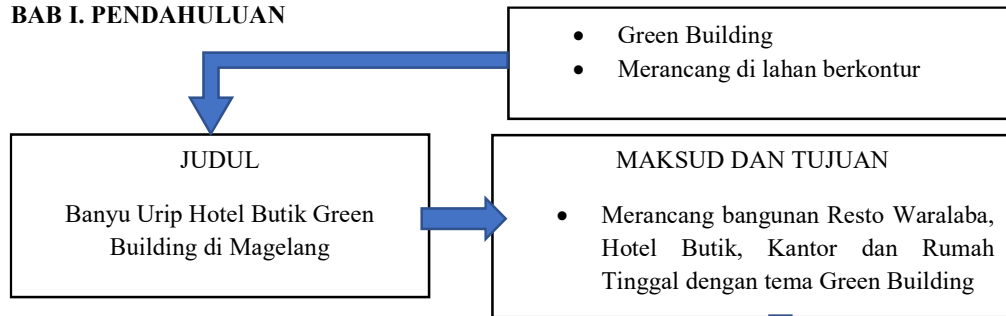 BAB I. PENDAHULUAN
• Green Building
• Merancang di lahan berkontur
JUDUL
Banyu Urip Hotel Butik Green
Building di Magelang
MAKSUD DAN TUJUAN
• Merancang bangunan Resto Waralaba,
Hotel Butik, Kantor dan Rumah
Tinggal dengan tema Green Building